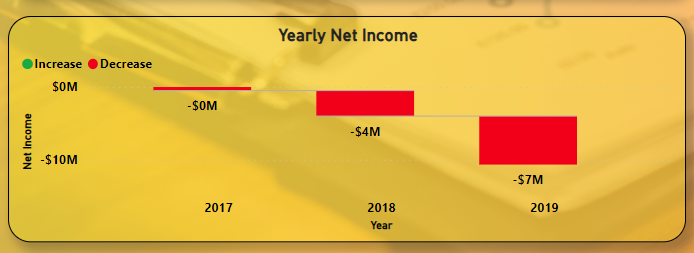 Yearly Net Income
Increase Decrease
$0M
-$0M
-$4M
Net Income
-$10M
-$7M
2017 2018 2019
Year